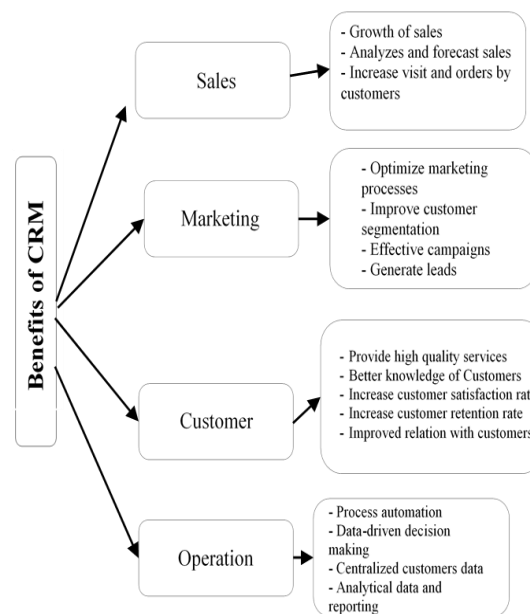 Benefits of CRM
Sales
- Growth of sales
- Analyzes and forecast sales
- Increase visit and orders by
customers
Marketing
- Optimize marketing
processes
- Improve customer
segmentation
- Effective campaigns
- Generate leads
Customer
- Provide high quality services
- Better knowledge of Customers
- Increase customer satisfaction rat
- Increase customer retention rate
- Improved relation with customers
Operation
- Process automation
- Data-driven decision
making
- Centralized customers data
- Analytical data and
reporting